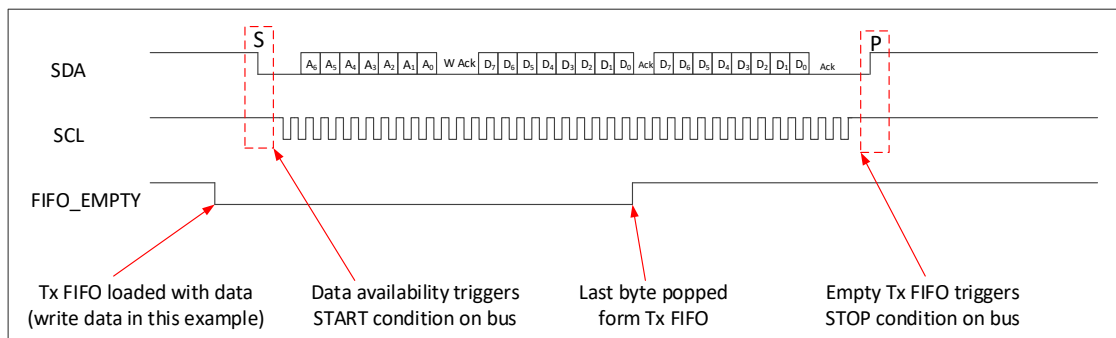 S
P
SDA
A6 A5 A4 A3 A2 A1 A0 W Ack D7 D6 D5 D4 D3 D2 D1 D0 Ack D7 D6 D5 D4 D3 D2 D1 D0 Ack
SCL
FIFO_EMPTY
Tx FIFO loaded with data
(write data in this example)
Data availability triggers
START condition on bus
Last byte popped
form Tx FIFO
Empty Tx FIFO triggers
STOP condition on bus